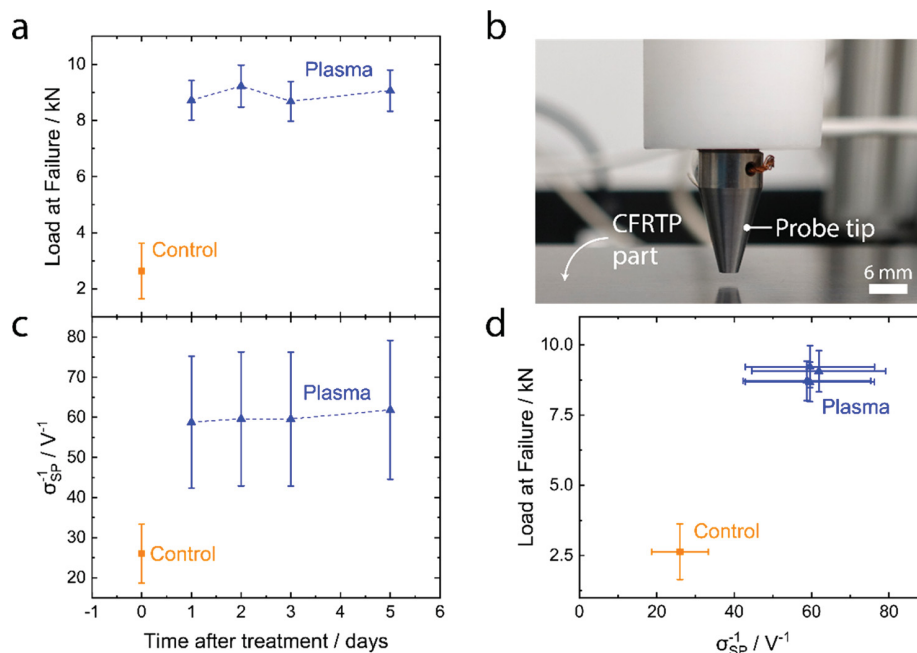 a
Load at Failure / kN
10
8
6
4
2
Plasma
Control
b
CFRTP
part
Probe tip
6 mm
c
σ-1SP / V-1
80
70
60
50
40
30
20
Plasma
Control
-1 0 1 2 3 4 5 6
Time after treatment / days
d
Load at Failure / kN
10.0
7.5
5.0
2.5
Plasma
Control
0 20 40 60 80
σ-1SP / V-1